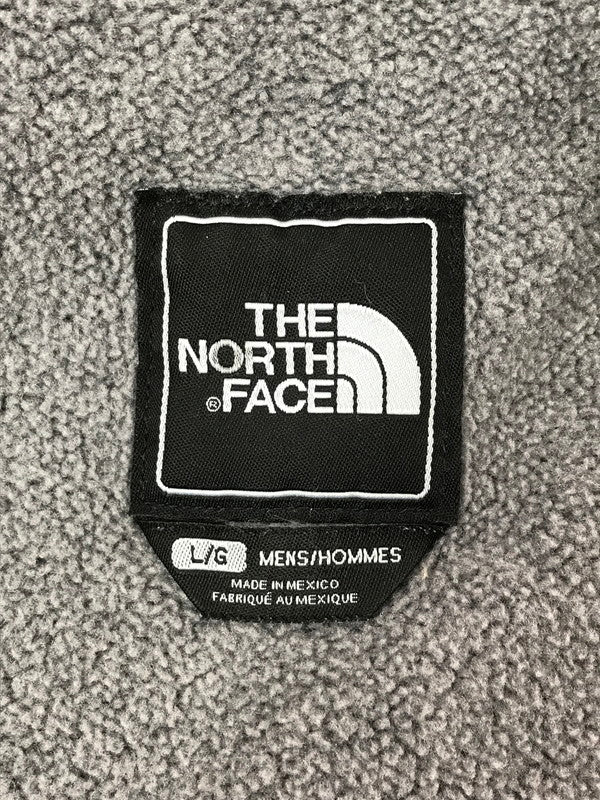 THE
NORTH
® FACE
L/G MENS/HOMMES
MADE IN MEXICO
FABRIQUÉ AU MEXIQUE